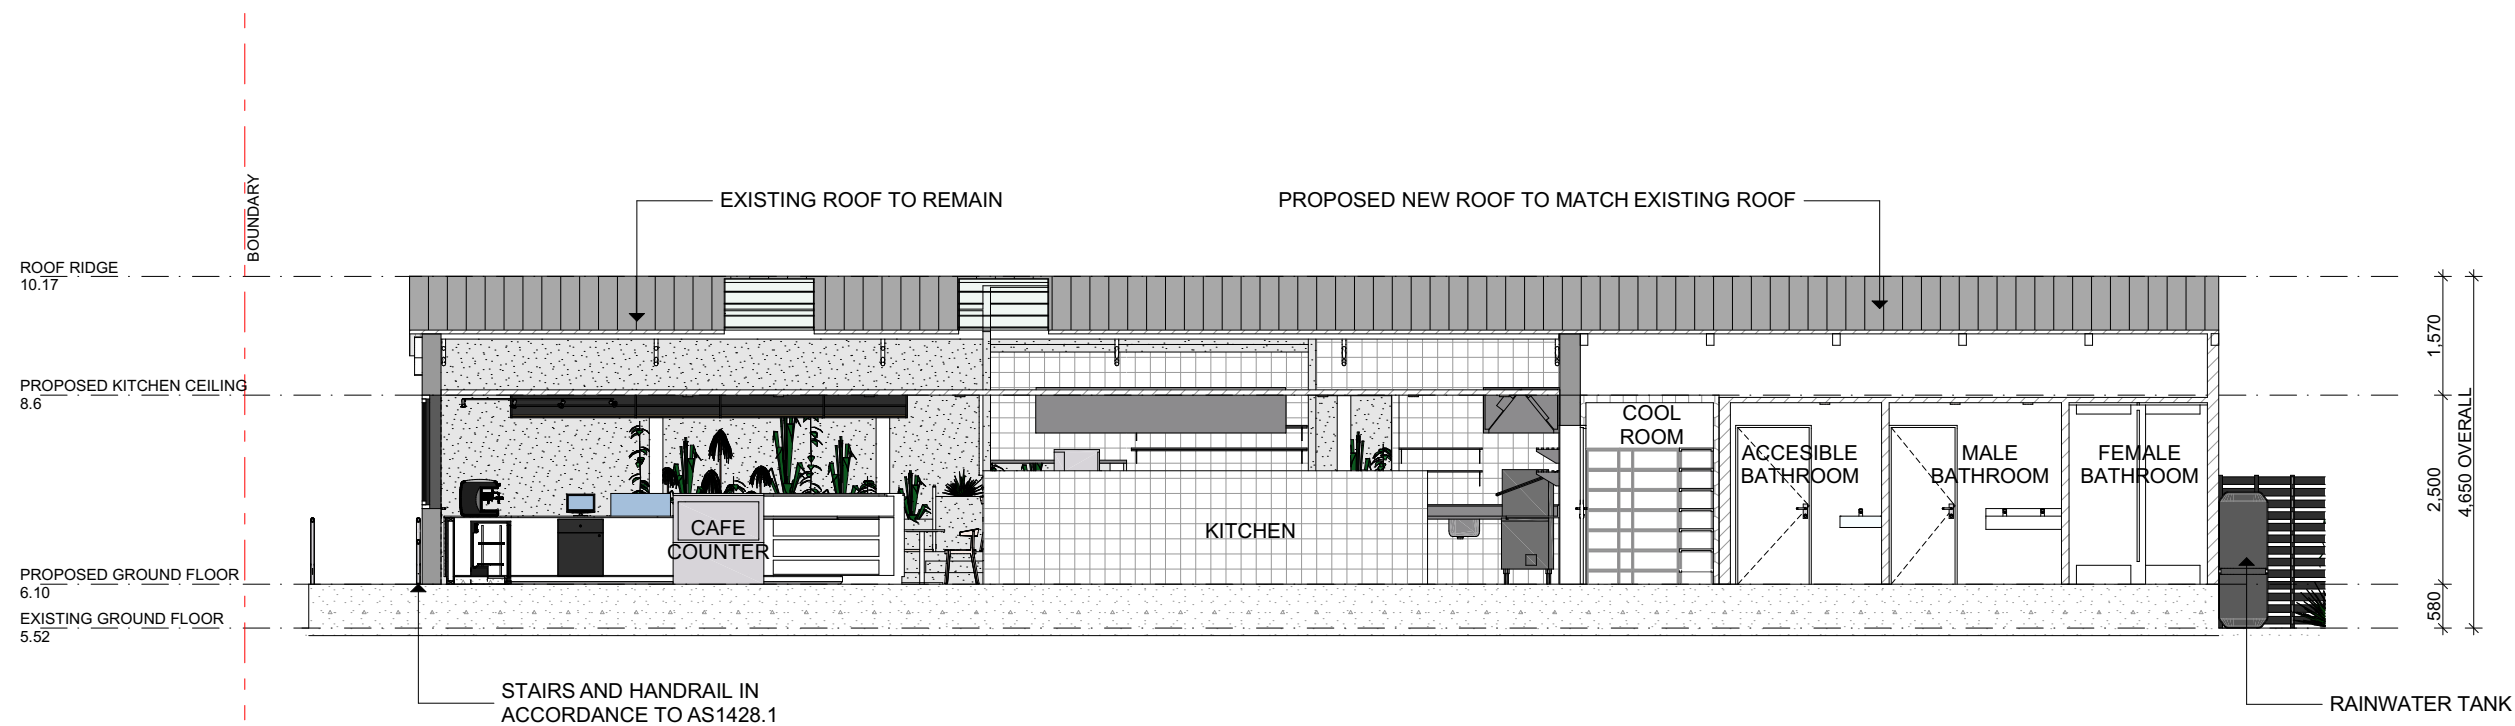 BOUNDARY
EXISTING ROOF TO REMAIN
PROPOSED NEW ROOF TO MATCH EXISTING ROOF
ROOF RIDGE
10.17
PROPOSED KITCHEN CEILING
8.6
PROPOSED GROUND FLOOR
6.10
EXISTING GROUND FLOOR
5.52
CAFE
COUNTER
KITCHEN
COOL
ROOM
ACCESIBLE
BATHROOM
MALE
BATHROOM
FEMALE
BATHROOM
1,570
2,500
580
4,650 OVERALL
STAIRS AND HANDRAIL IN
ACCORDANCE TO AS1428.1
RAINWATER TANK